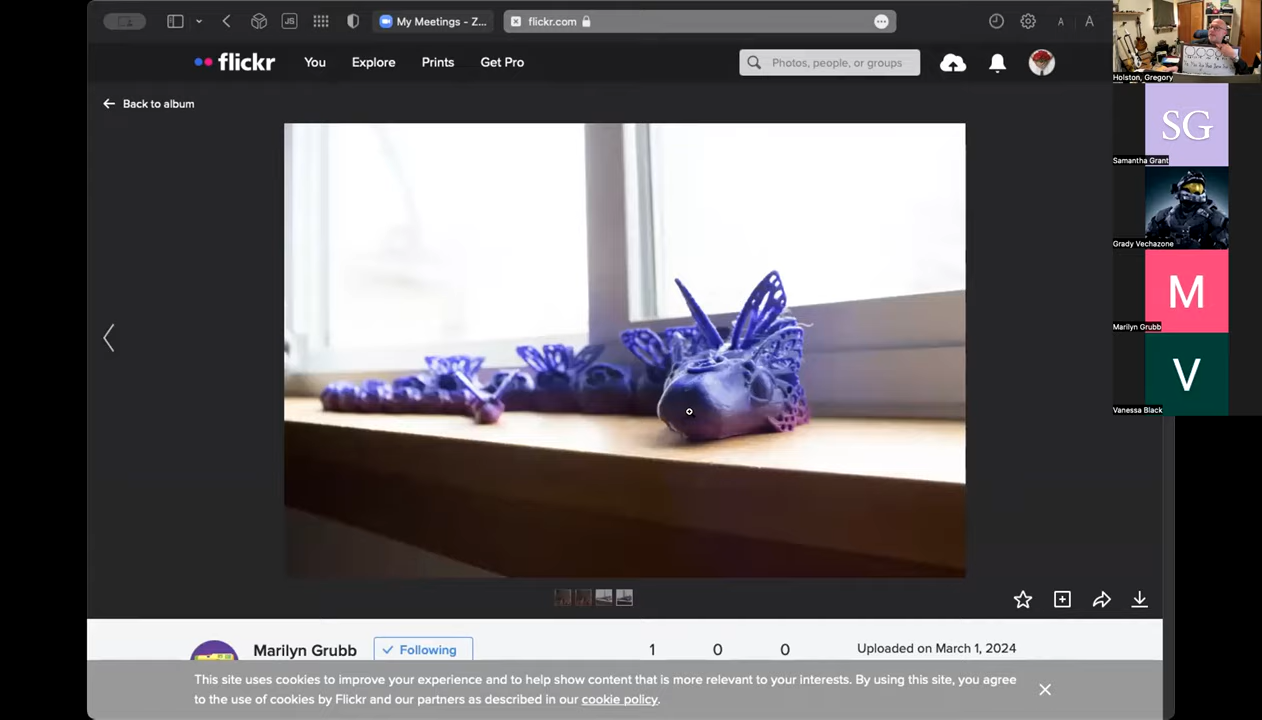 JS
My Meetings - Z...
flickr.com
A
A
flickr
You
Explore
Prints
Get Pro
Photos, people, or groups
Back to album
Marilyn Grubb
Following
1
0
0
Uploaded on March 1, 2024
This site uses cookies to improve your experience and to help show content that is more relevant to your interests. By using this site, you agree
to the use of cookies by Flickr and our partners as described in our cookie policy.
Holston, Gregory
SG
Samantha Grant
Grady Vechazone
M
Marilyn Grubb
V
Vanessa Black